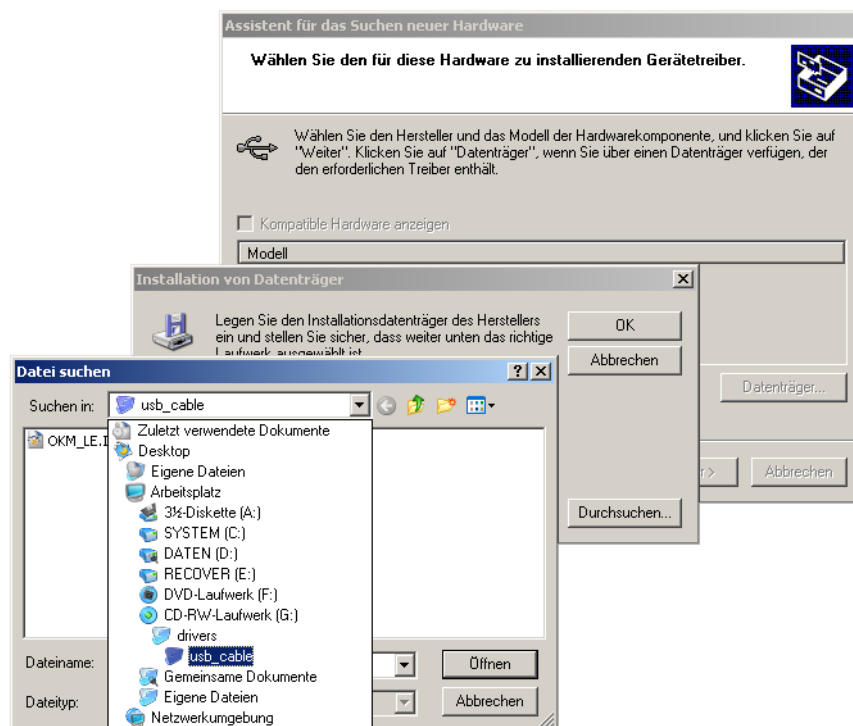 Assistent für das Suchen neuer Hardware
Wählen Sie den für diese Hardware zu installierenden Gerätetreiber.
Wählen Sie den Hersteller und das Modell der Hardwarekomponente, und klicken Sie auf
"Weiter". Klicken Sie auf "Datenträger", wenn Sie über einen Datenträger verfügen, der
den erforderlichen Treiber enthält.
Kompatible Hardware anzeigen
Modell
Datenträger...
r >
Abbrechen
Installation von Datenträger
Legen Sie den Installationsdatenträger des Herstellers
ein und stellen Sie sicher, dass weiter unten das richtige
Laufwerk ausgewählt ist.
OK
Abbrechen
Durchsuchen...
Datei suchen
Suchen in:
usb_cable
OKM_LE.I
Zuletzt verwendete Dokumente
Desktop
Eigene Dateien
Arbeitsplatz
3½-Diskette (A:)
SYSTEM (C:)
DATEN (D:)
RECOVER (E:)
DVD-Laufwerk (F:)
CD-RW-Laufwerk (G:)
drivers
usb_cable
Gemeinsame Dokumente
Eigene Dateien
Netzwerkumgebung
Dateiname:
Öffnen
Dateityp:
Abbrechen